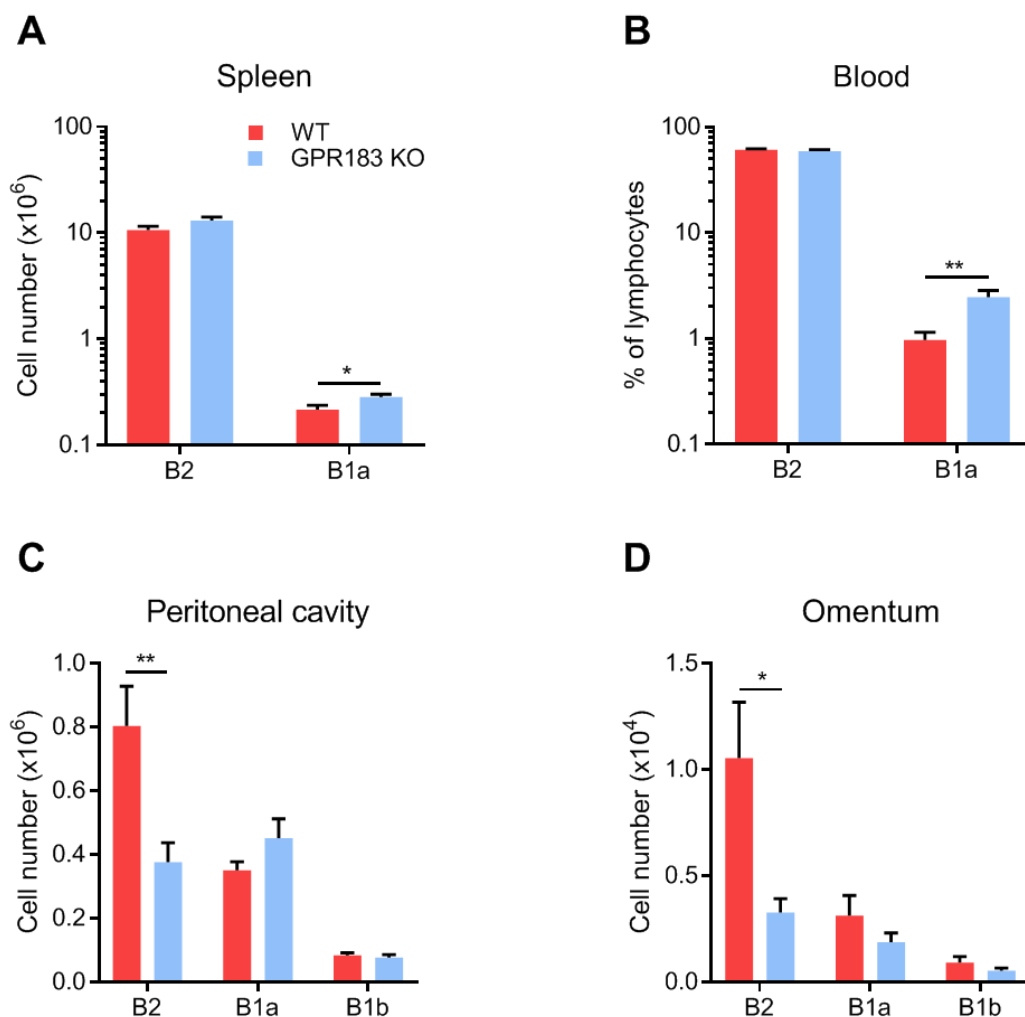 A
Spleen
WT
GPR183 KO
Cell number (x10⁶)
100
10
1
0.1
*
B2
B1a
B
Blood
% of lymphocytes
100
10
1
0.1
**
B2
B1a
C
Peritoneal cavity
Cell number (x10⁶)
1.0
0.8
0.6
0.4
0.2
0.0
**
B2
B1a
B1b
D
Omentum
Cell number (x10⁴)
1.5
1.0
0.5
0.0
*
B2
B1a
B1b